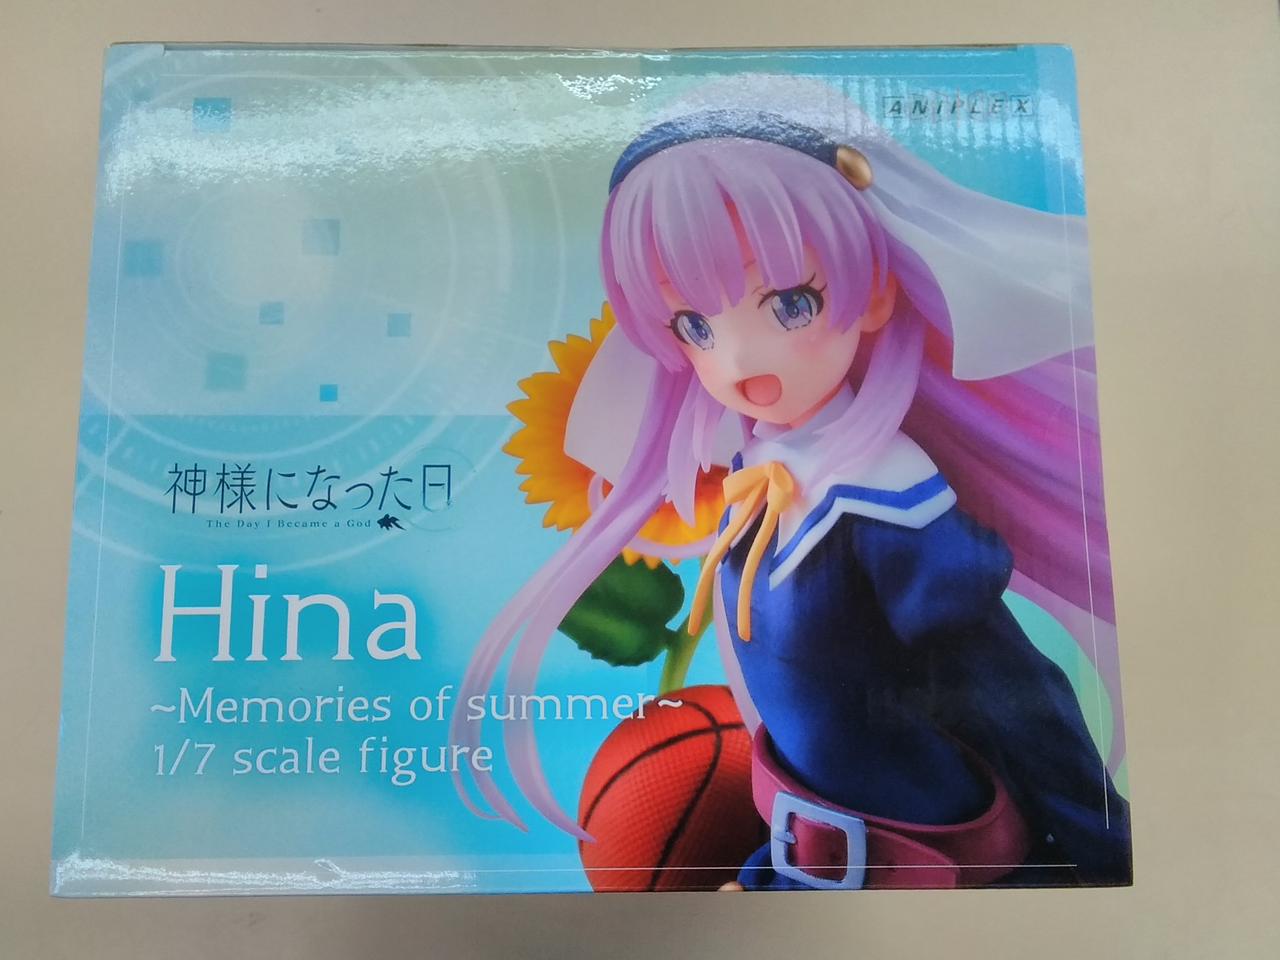 ANIPLEX
神様になった日
The Day I Became a God
Hina
~Memories of summer~
1/7 scale figure